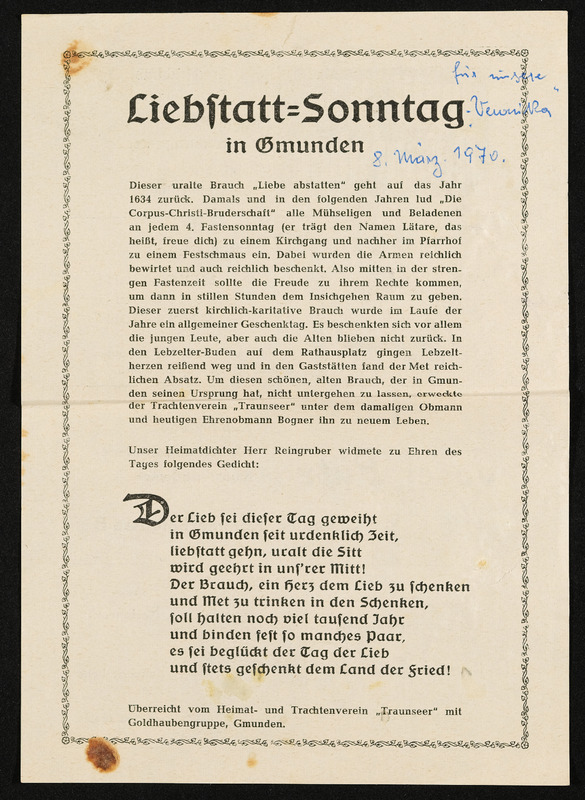 für unsere
Liebstatt=Sonntag
"Veronika"
in Gmunden
8. März 1970.
Dieser uralte Brauch „Liebe abstatten“ geht auf das Jahr
1634 zurück. Damals und in den folgenden Jahren lud „Die
Corpus-Christi-Bruderschaft“ alle Mühseligen und Beladenen
an jedem 4. Fastensonntag (er trägt den Namen Lätare, das
heißt, freue dich) zu einem Kirchgang und nachher im Pfarrhof
zu einem Festschmaus ein. Dabei wurden die Armen reichlich
bewirtet und auch reichlich beschenkt. Also mitten in der stren-
gen Fastenzeit sollte die Freude zu ihrem Rechte kommen,
um dann in stillen Stunden dem Insichgehen Raum zu geben.
Dieser zuerst kirchlich-karitative Brauch wurde im Laufe der
Jahre ein allgemeiner Geschenktag. Es beschenkten sich vor allem
die jungen Leute, aber auch die Alten blieben nicht zurück. In
den Lebzelter-Buden auf dem Rathausplatz gingen Lebzelt-
herzen reißend weg und in den Gaststätten fand der Met reich-
lichen Absatz. Um diesen schönen, alten Brauch, der in Gmun-
den seinen Ursprung hat, nicht untergehen zu lassen, erweckte
der Trachtenverein „Traunseer“ unter dem damaligen Obmann
und heutigen Ehrenobmann Bogner ihn zu neuem Leben.
Unser Heimatdichter Herr Reingruber widmete zu Ehren des
Tages folgendes Gedicht:
Der Lieb sei dieser Tag geweiht
in Gmunden seit urdenklich Zeit,
liebstatt gehn, uralt die Sitt
wird geehrt in uns'rer Mitt!
Der Brauch, ein Herz dem Lieb zu schenken
und Met zu trinken in den Schenken,
soll halten noch viel tausend Jahr
und binden fest so manches Paar,
es sei beglückt der Tag der Lieb
und stets geschenkt dem Land der Fried!
Überreicht vom Heimat- und Trachtenverein „Traunseer“ mit
Goldhaubengruppe, Gmunden.